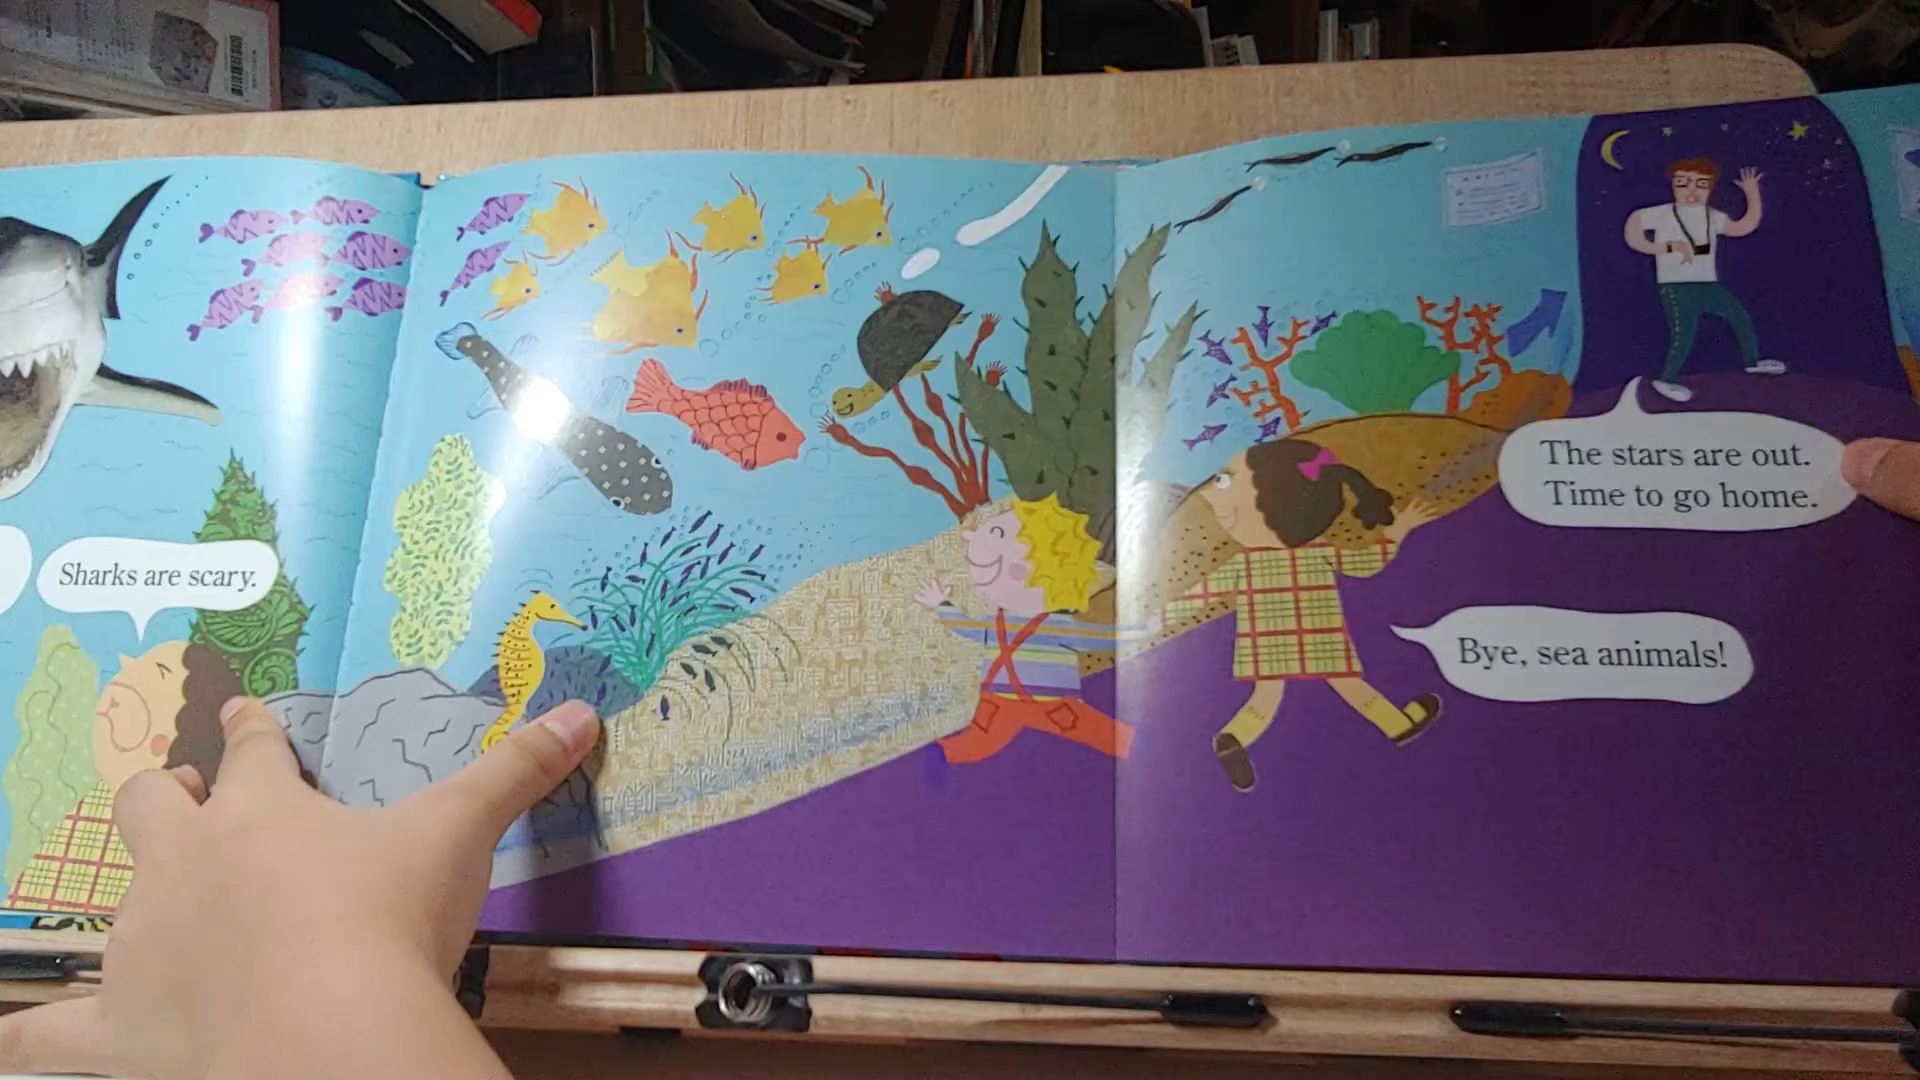 Sharks are scary.
The stars are out.
Time to go home.
Bye, sea animals!